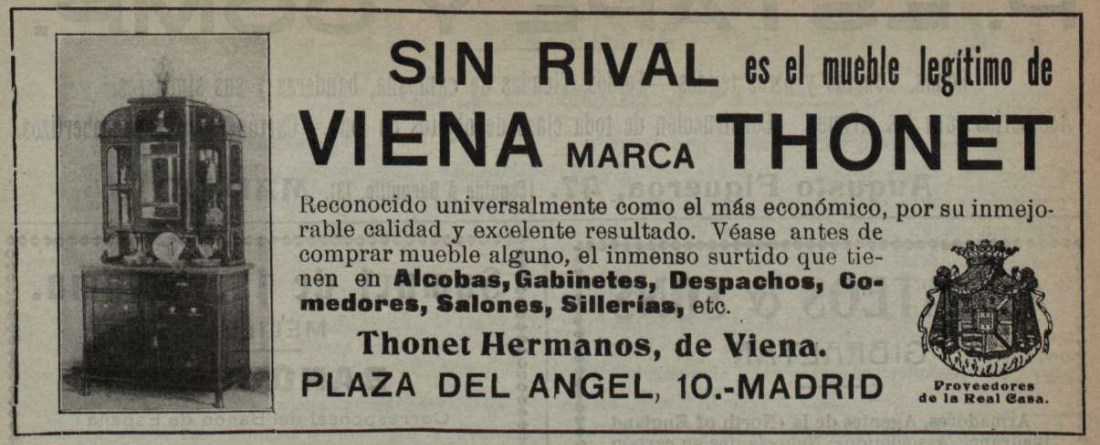 SIN RIVAL es el mueble legítimo de
VIENA MARCA THONET
Reconocido universalmente como el más económico, por su inmejo-
rable calidad y excelente resultado. Véase antes de
comprar mueble alguno, el inmenso surtido que tie-
nen en Alcobas, Gabinetes, Despachos, Co-
medores, Salones, Sillerías, etc.
Thonet Hermanos, de Viena.
PLAZA DEL ANGEL, 10.-MADRID
Proveedores
de la Real Casa.